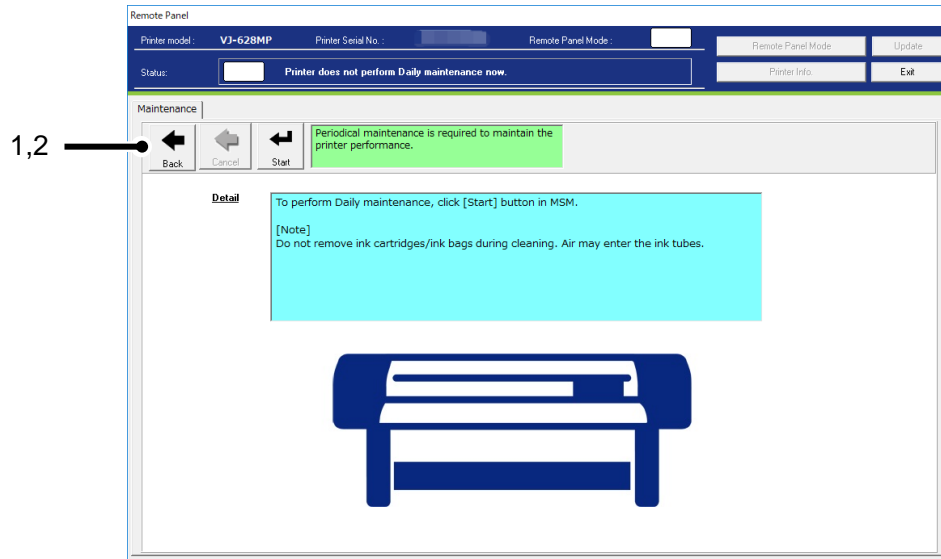 Remote Panel
Printer model : VJ-628MP Printer Serial No. : Remote Panel Mode : Remote Panel Mode Update
Status: Printer does not perform Daily maintenance now. Printer Info. Exit
Maintenance
1,2
Back Cancel Start
Periodical maintenance is required to maintain the
printer performance.
Detail
To perform Daily maintenance, click [Start] button in MSM.
[Note]
Do not remove ink cartridges/ink bags during cleaning. Air may enter the ink tubes.